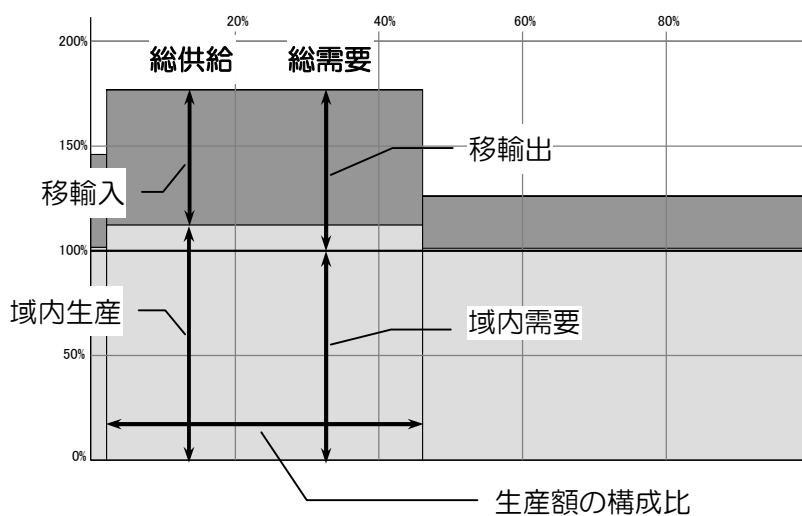 20% 40% 60% 80%
200%
総供給 総需要
150%
移輸出
移輸入
100%
域内生産
域内需要
50%
0%
生産額の構成比